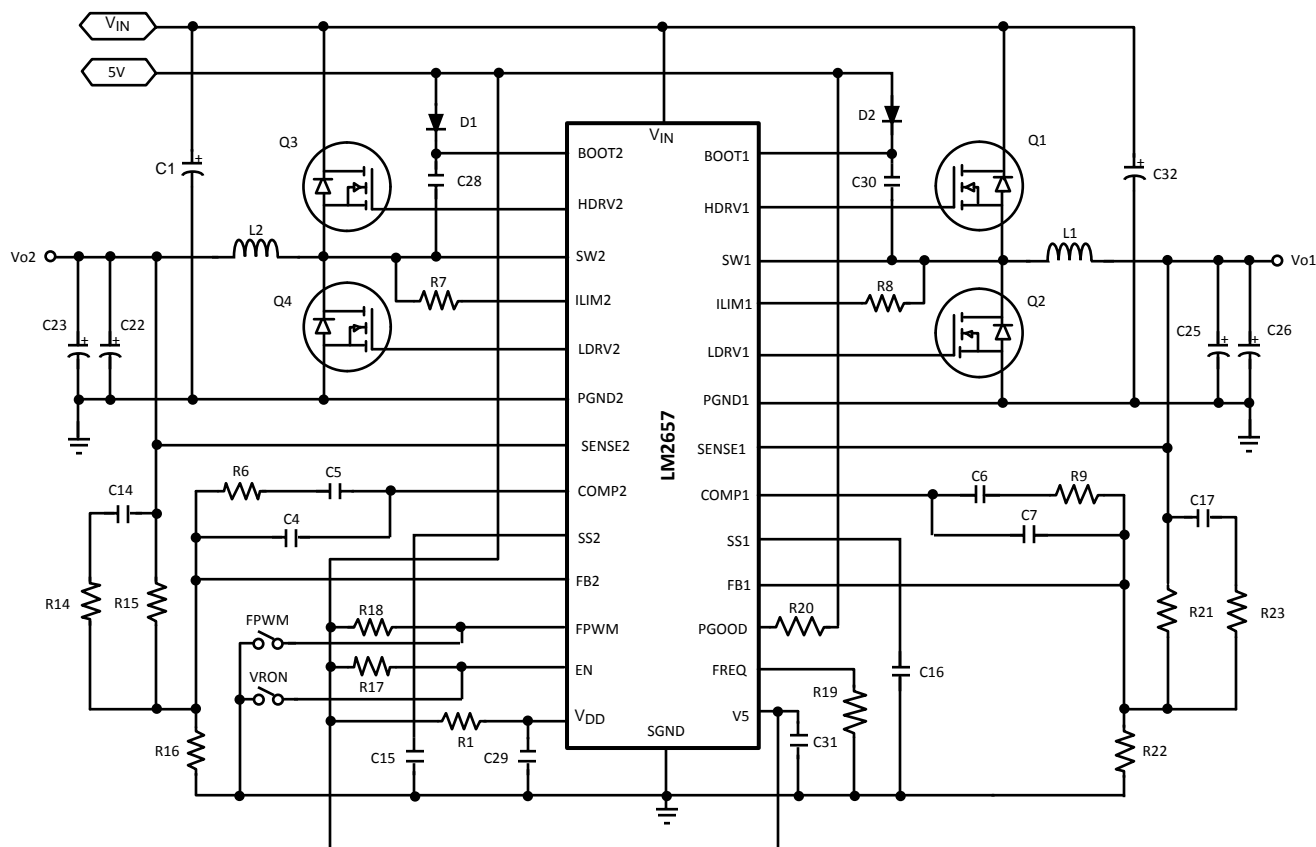 VIN
5V
D1
D2
Q3
Q1
VIN
BOOT2
BOOT1
C1
C28
C30
C32
HDRV2
HDRV1
L2
L1
Vo2
SW2
SW1
Vo1
Q4
R7
R8
Q2
ILIM2
ILIM1
C23
C22
C25
C26
LDRV2
LDRV1
PGND2
PGND1
LM2657
SENSE2
SENSE1
R6
C5
C6
R9
C14
COMP2
COMP1
C17
C4
C7
SS2
SS1
FB2
FB1
R14
R15
R18
R20
R21
R23
FPWM
FPWM
PGOOD
VRON
R17
EN
FREQ
C16
R19
VDD
V5
R16
R1
SGND
C15
C29
C31
R22